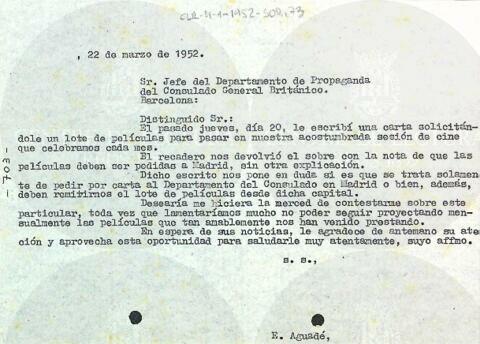 CLR-4-1-1952-SOR,73
, 22 de marzo de 1952.
Sr. Jefe del Departamento de Propaganda
del Consulado General Británico.
Barcelona:
Distinguido Sr.:
El pasado jueves, día 20, le escribí una carta solicitán-
dole un lote de películas para pasar en nuestra acostumbrada sesión de cine
que celebramos cada mes.
El recadero nos devolvió el sobre con la nota de que las
películas deben ser pedidas a Madrid, sin otra explicación.
Dicho escrito nos pone en duda si es que se trata solamen-
te de pedir por carta al Departamento del Consulado en Madrid o bien, además,
deben remitirnos el lote de películas desde dicha capital.
Desearía me hiciera la merced de contestarme sobre este
particular, toda vez que lamentaríamos mucho no poder seguir proyectando men-
sualmente las películas que tan amablemente nos han venido prestando.
En espera de sus noticias, le agradece de antemano su aten
ción y aprovecha esta oportunidad para saludarle muy atentamente, suyo affmo.
s. s.,
E. Aguadé,
-703-